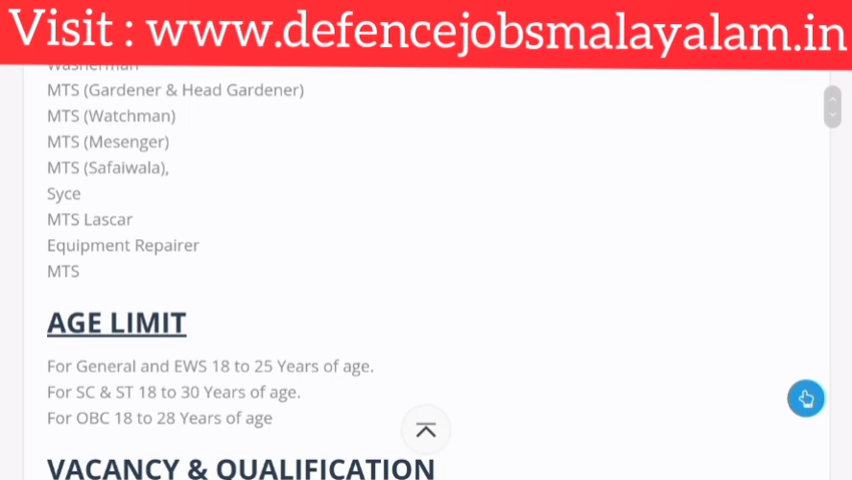 Visit : www.defencejobsmalayalam.in
Washerman
MTS (Gardener & Head Gardener)
MTS (Watchman)
MTS (Mesenger)
MTS (Safaiwala),
Syce
MTS Lascar
Equipment Repairer
MTS
AGE LIMIT
For General and EWS 18 to 25 Years of age.
For SC & ST 18 to 30 Years of age.
For OBC 18 to 28 Years of age
VACANCY & QUALIFICATION